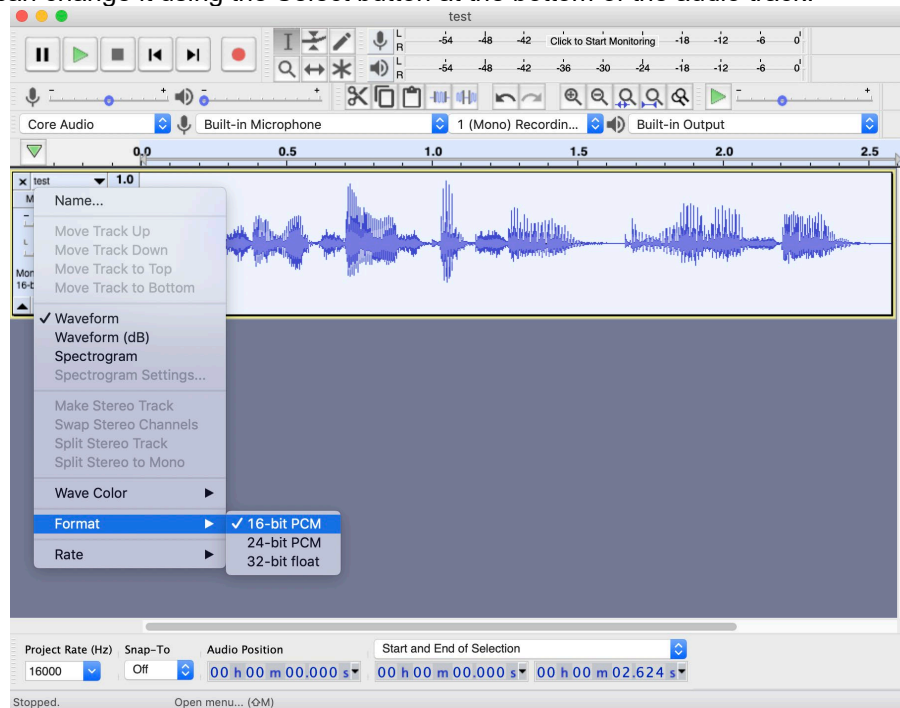 can change it using the Select button at the bottom of the audio track.
test
L
R
-54 -48 -42 Click to Start Monitoring -18 -12 -6 0
L
R
-54 -48 -42 -36 -30 -24 -18 -12 -6 0
- + - + - +
Core Audio Built-in Microphone 1 (Mono) Recordin... Built-in Output
0.0 0.5 1.0 1.5 2.0 2.5
x test 1.0
M
Name...
Move Track Up
L
Move Track Down
Mon Move Track to Top
16-b Move Track to Bottom
✓ Waveform
Waveform (dB)
Spectrogram
Spectrogram Settings...
Make Stereo Track
Swap Stereo Channels
Split Stereo Track
Split Stereo to Mono
Wave Color
Format ✓ 16-bit PCM
24-bit PCM
Rate 32-bit float
Project Rate (Hz) Snap-To Audio Position Start and End of Selection
16000 Off 00 h 00 m 00.000 s 00 h 00 m 00.000 s 00 h 00 m 02.624 s
Stopped. Open menu... (⇧M)